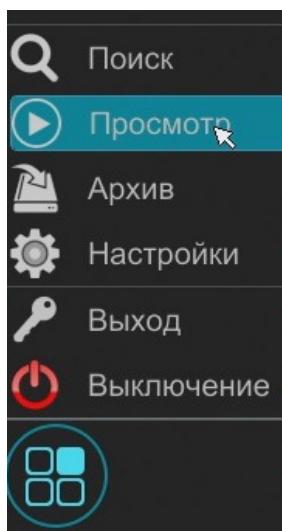 Поиск
Просмотр
Архив
Настройки
Выход
Выключение